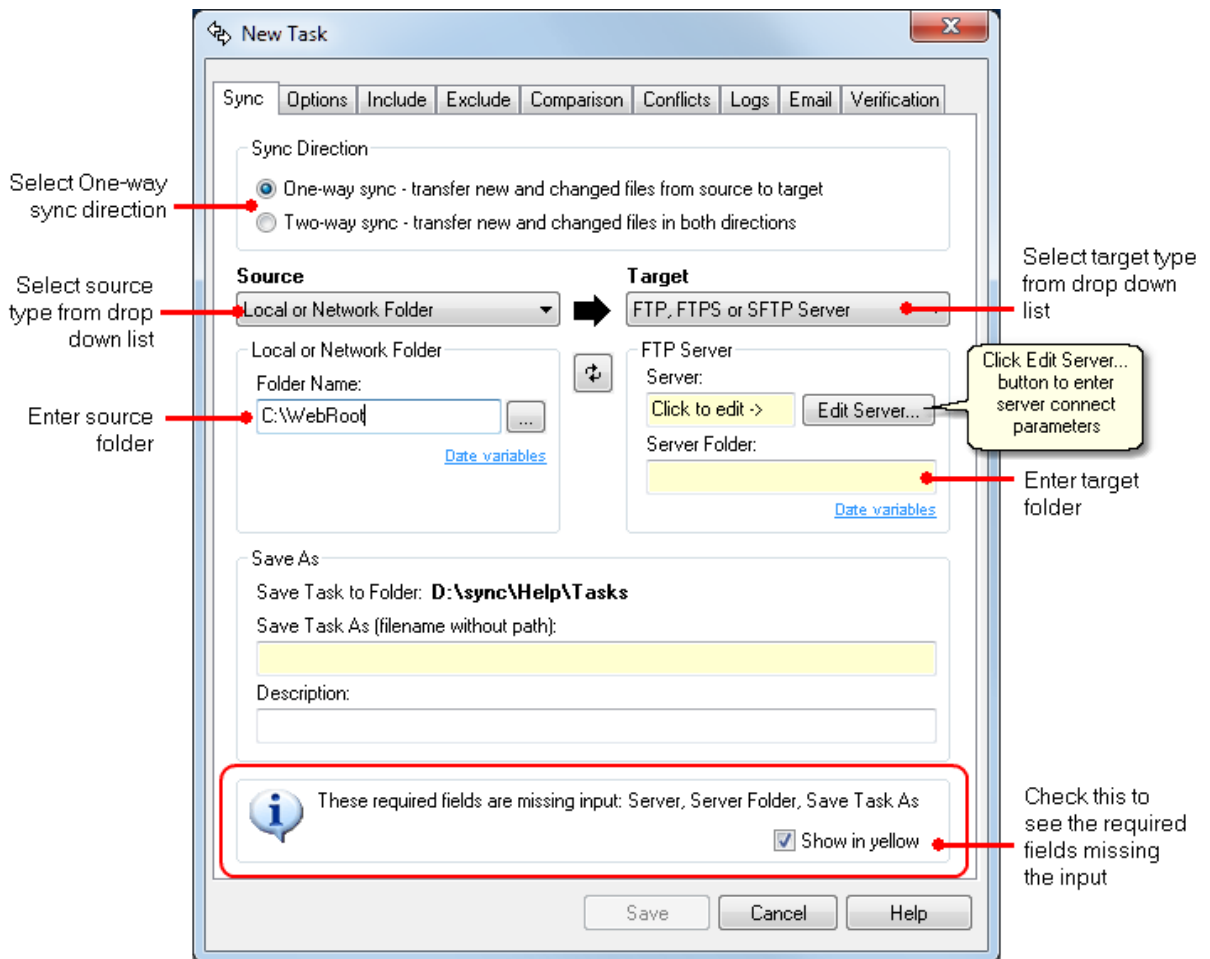 New Task
Sync Options Include Exclude Comparison Conflicts Logs Email Verification
Sync Direction
Select One-way
sync direction
One-way sync - transfer new and changed files from source to target
Two-way sync - transfer new and changed files in both directions
Source
Target
Select source
type from drop
down list
Local or Network Folder
FTP, FTPS or SFTP Server
Select target type
from drop down
list
Local or Network Folder
Folder Name:
C:\WebRoot
...
Date variables
Enter source
folder
FTP Server
Server:
Click to edit ->
Edit Server...
Click Edit Server...
button to enter
server connect
parameters
Server Folder:
Date variables
Enter target
folder
Save As
Save Task to Folder: D:\sync\Help\Tasks
Save Task As (filename without path):
Description:
These required fields are missing input: Server, Server Folder, Save Task As
Show in yellow
Check this to
see the required
fields missing
the input
Save Cancel Help